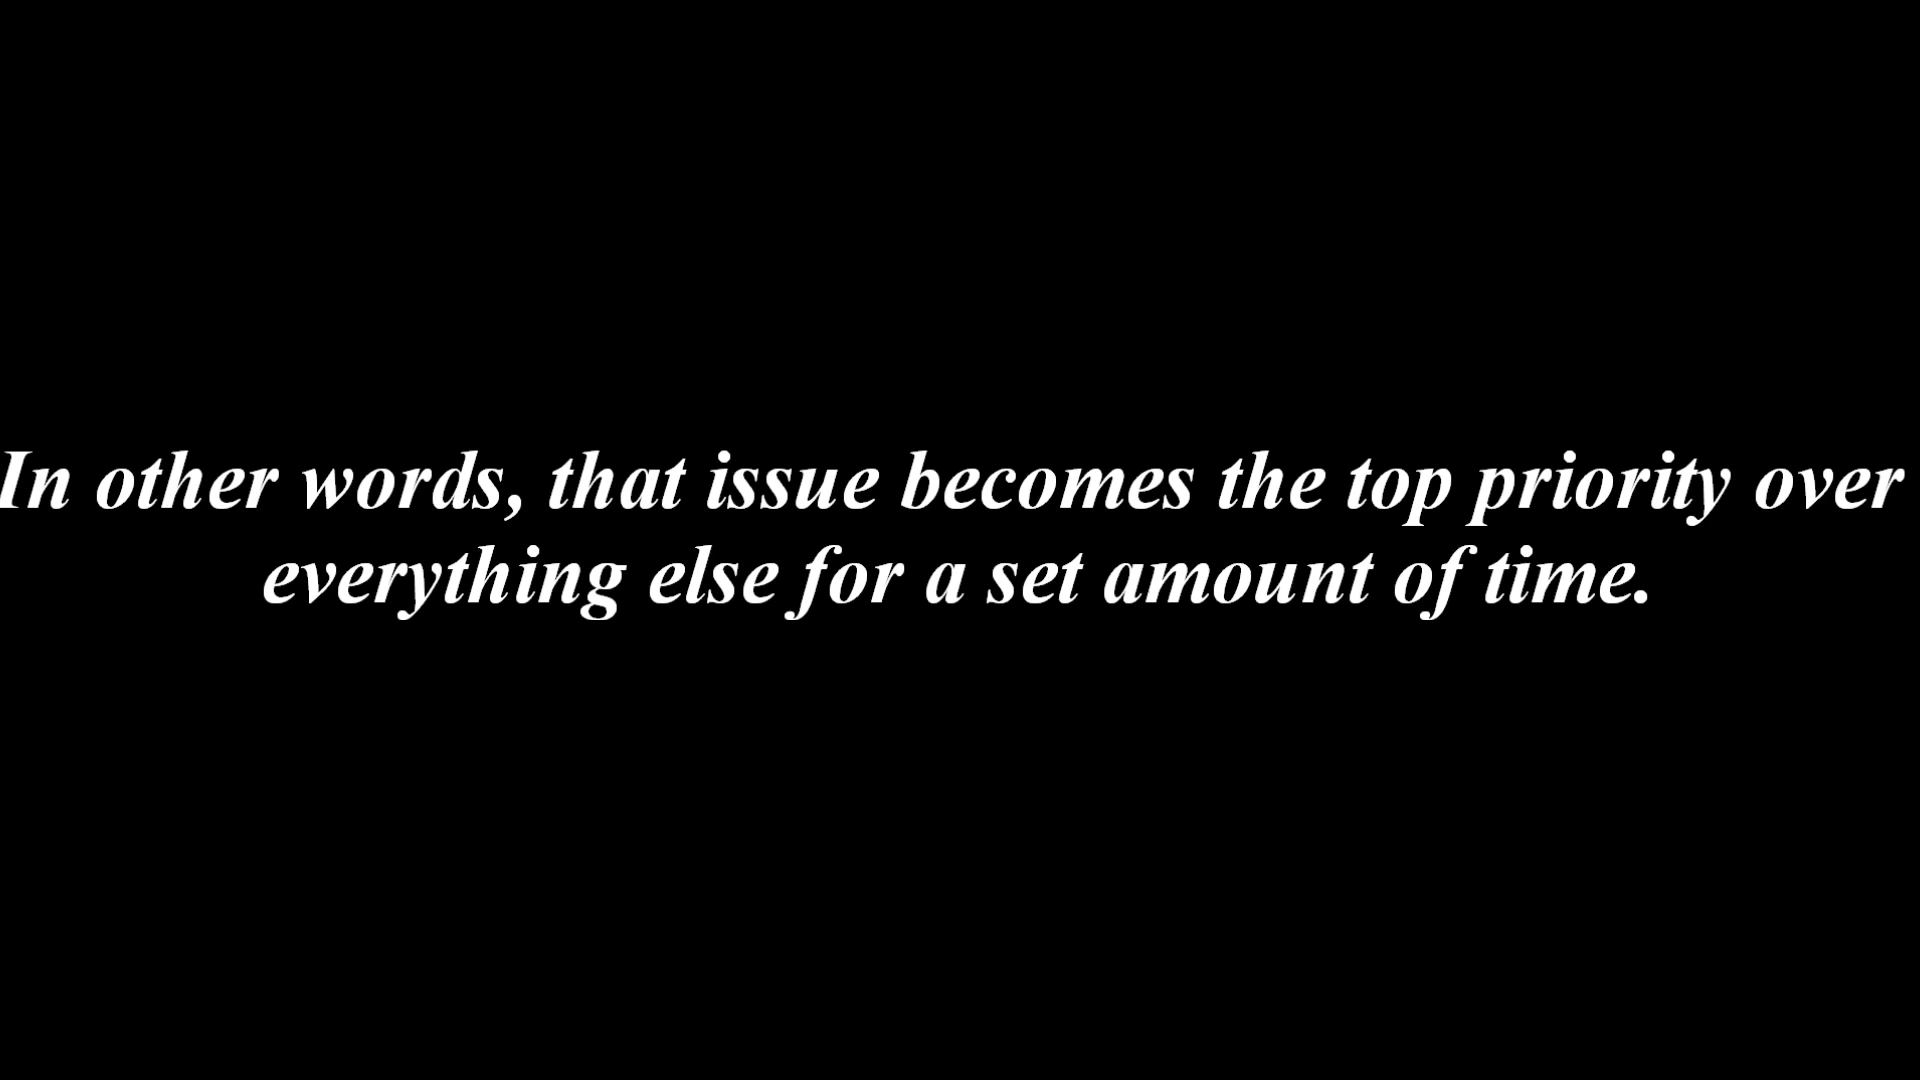 In other words, that issue becomes the top priority over
everything else for a set amount of time.